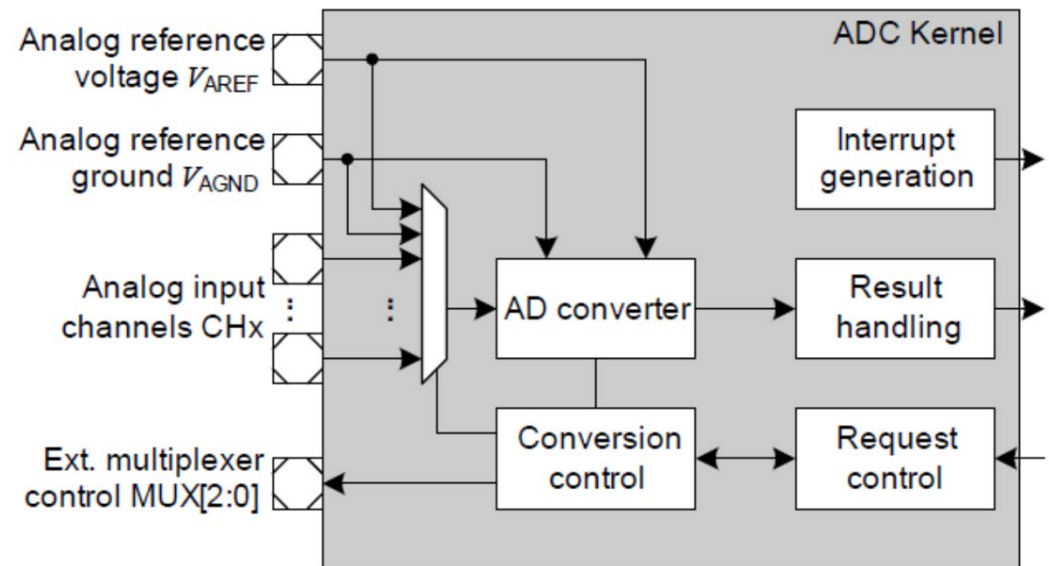 ADC Kernel
Analog reference
voltage VAREF
Analog reference
ground VAGND
Interrupt
generation
Analog input
channels CHx
AD converter
Result
handling
Ext. multiplexer
control MUX[2:0]
Conversion
control
Request
control